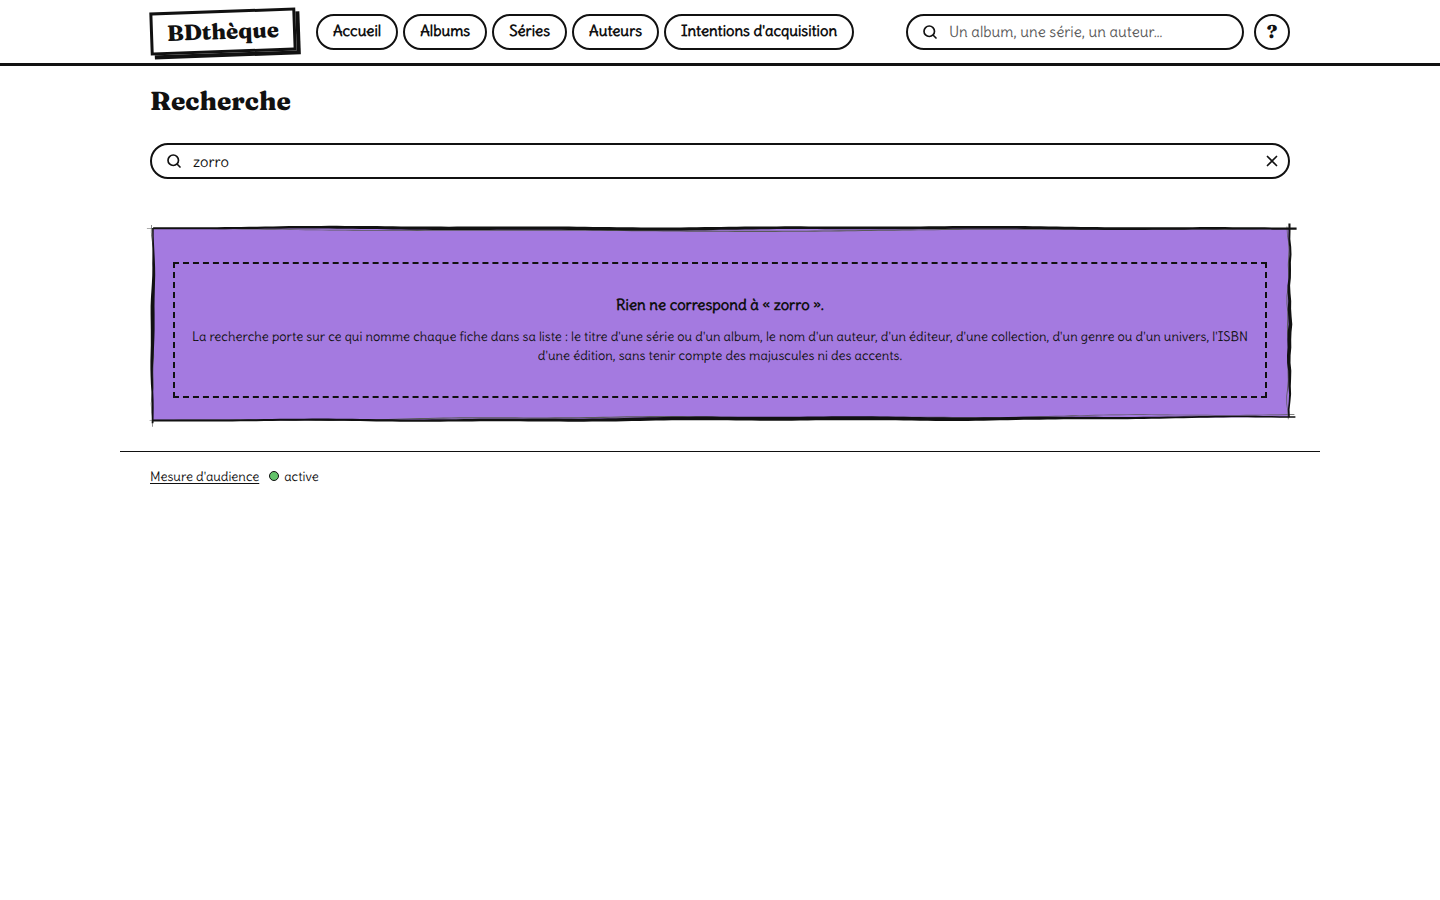 BDthèque
Accueil
Albums
Séries
Auteurs
Intentions d'acquisition
Un album, une série, un auteur...
?
Recherche
zorro
Rien ne correspond à « zorro ».
La recherche porte sur ce qui nomme chaque fiche dans sa liste : le titre d'une série ou d'un album, le nom d'un auteur, d'un éditeur, d'une collection, d'un genre ou d'un univers, l'ISBN
d'une édition, sans tenir compte des majuscules ni des accents.
Mesure d'audience
active